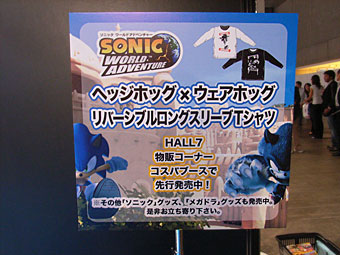 ソニック ワールドアドベンチャー
SONIC
WORLD
ADVENTURE
ヘッジホッグ×ウェアホッグ
リバーシブルロングスリーブTシャツ
HALL7
物販コーナー
コスパブースで
先行発売中!
※その他「ソニック」グッズ、「メガドラ」グッズも発売中。
是非お立ち寄り下さい。